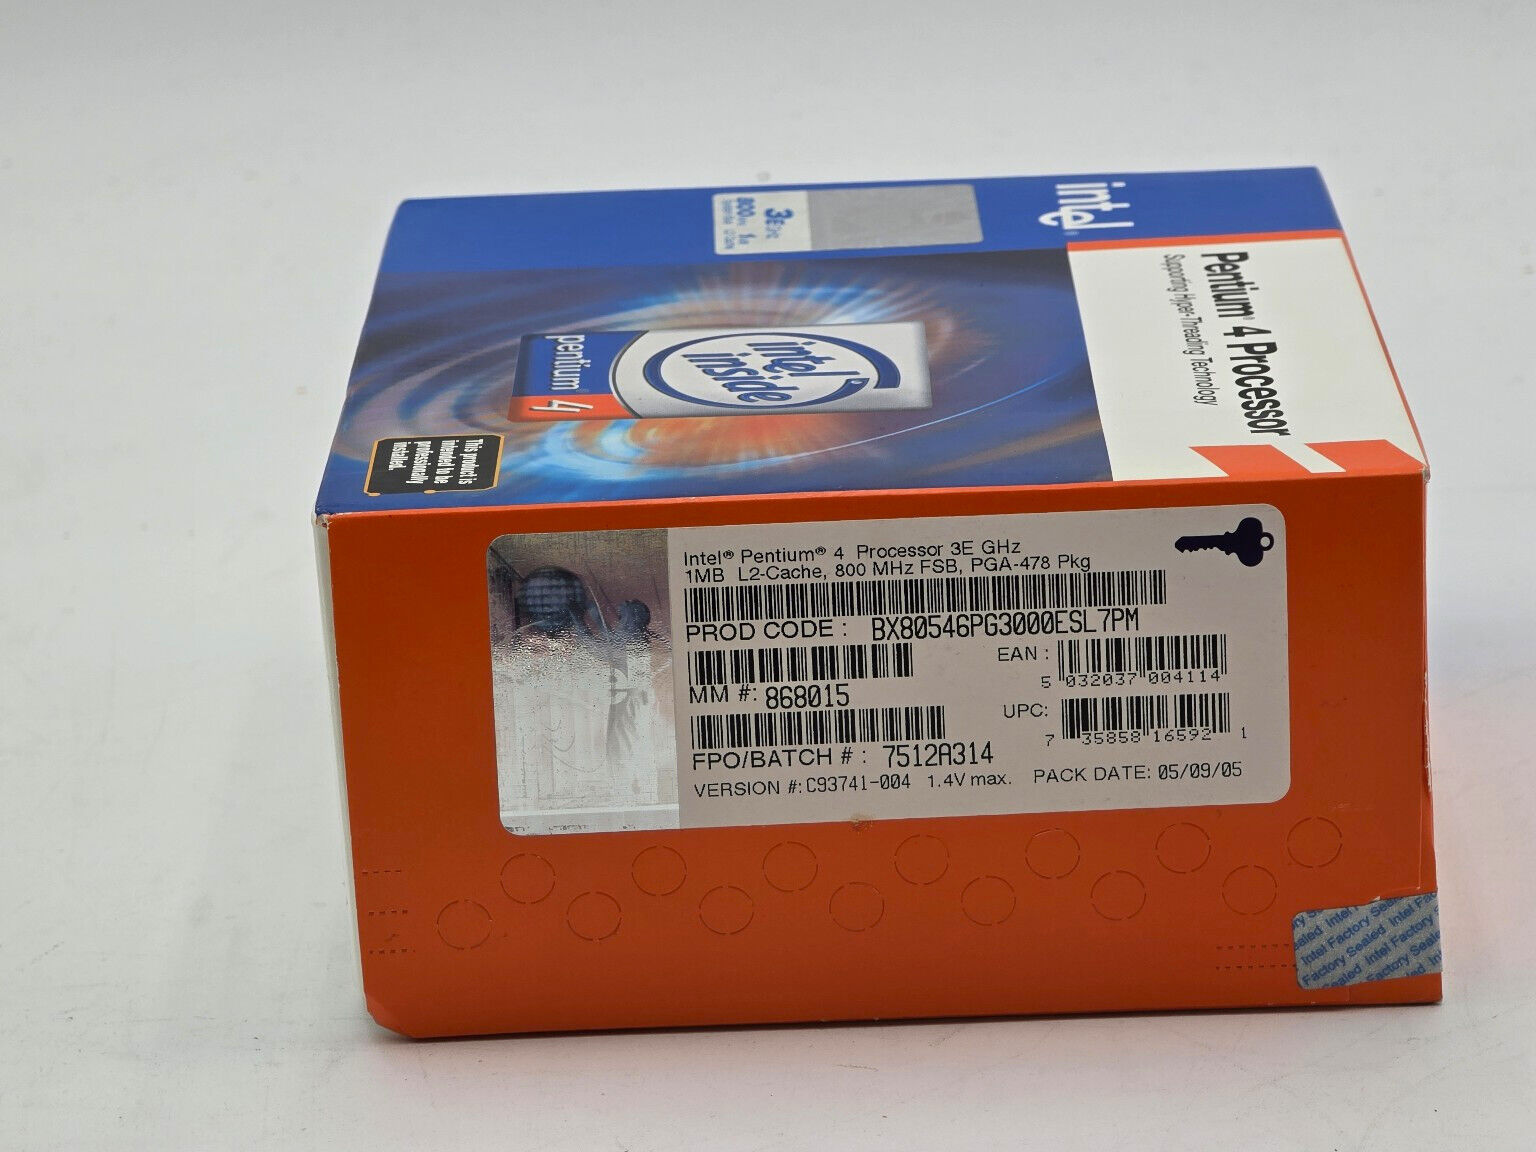 intel
Pentium® 4 Processor
Supporting Hyper-Threading Technology
3E GHz
800 1
intel
inside
pentium 4
This product is
intended to be
professionally
installed.
Intel® Pentium® 4 Processor 3E GHz
1MB L2-Cache, 800 MHz FSB, PGA-478 Pkg
PROD CODE : BX80546PG3000ESL7PM
MM #: 868015
EAN :
5 032037 004114
UPC:
7 35858 16592 1
FPO/BATCH # : 7512A314
VERSION #: C93741-004 1.4V max. PACK DATE: 05/09/05
Intel Factory Sealed